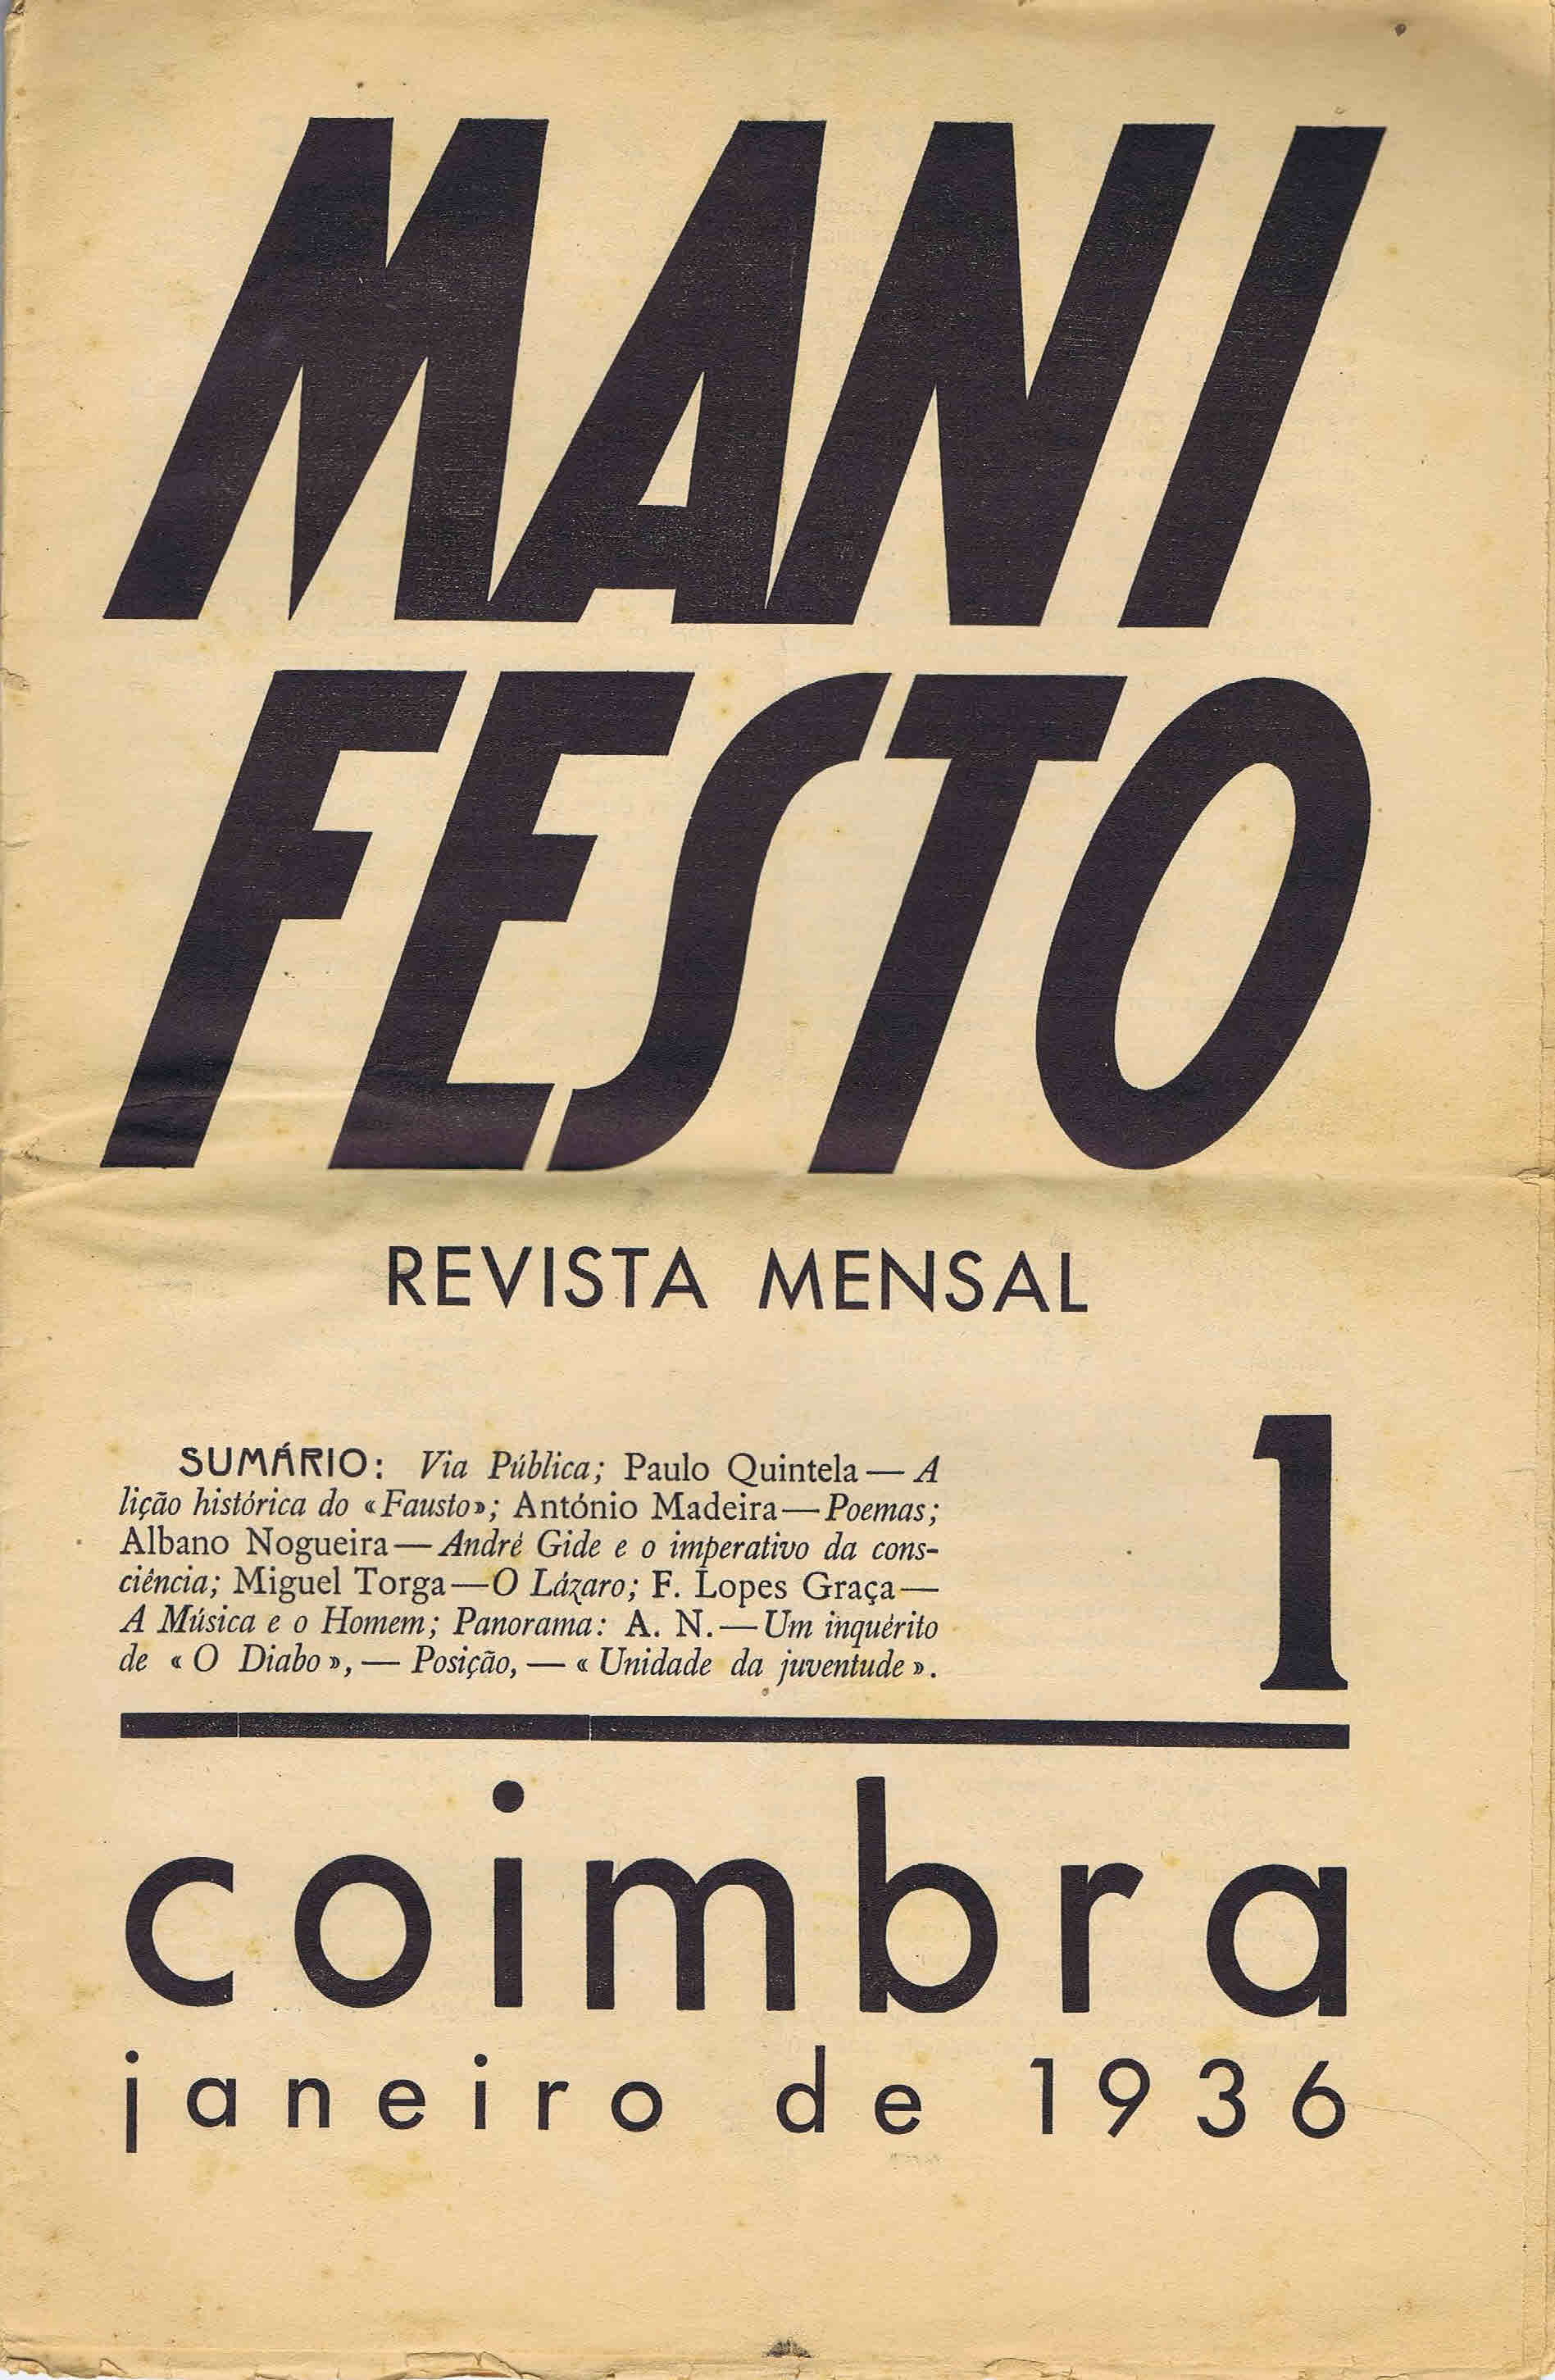 MANI
FESTO
REVISTA MENSAL
SUMÁRIO: Via Pública; Paulo Quintela — A
lição histórica do «Fausto»; António Madeira — Poemas;
Albano Nogueira — André Gide e o imperativo da cons-
ciência; Miguel Torga — O Lázaro; F. Lopes Graça —
A Música e o Homem; Panorama: A. N. — Um inquérito
de « O Diabo », — Posição, — « Unidade da juventude ».
1
coimbra
janeiro de 1936